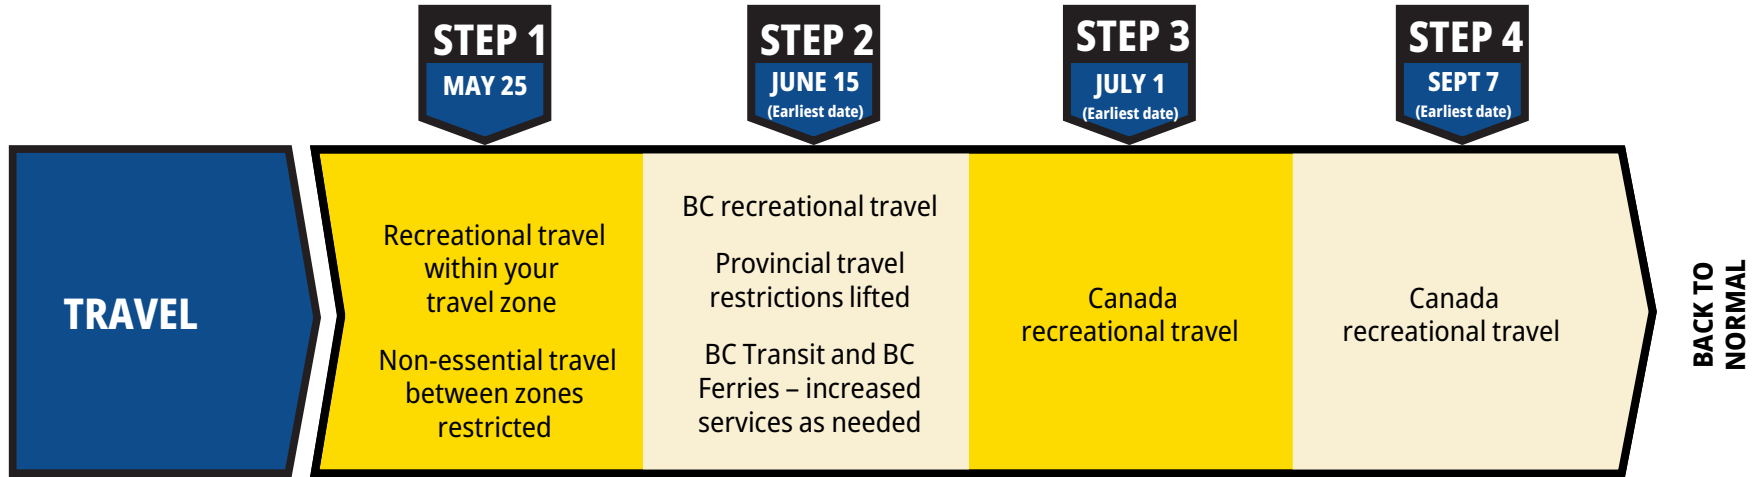 STEP 1
MAY 25
STEP 2
JUNE 15
(Earliest date)
STEP 3
JULY 1
(Earliest date)
STEP 4
SEPT 7
(Earliest date)
TRAVEL
Recreational travel
within your
travel zone
Non-essential travel
between zones
restricted
BC recreational travel
Provincial travel
restrictions lifted
BC Transit and BC
Ferries – increased
services as needed
Canada
recreational travel
Canada
recreational travel
BACK TO
NORMAL